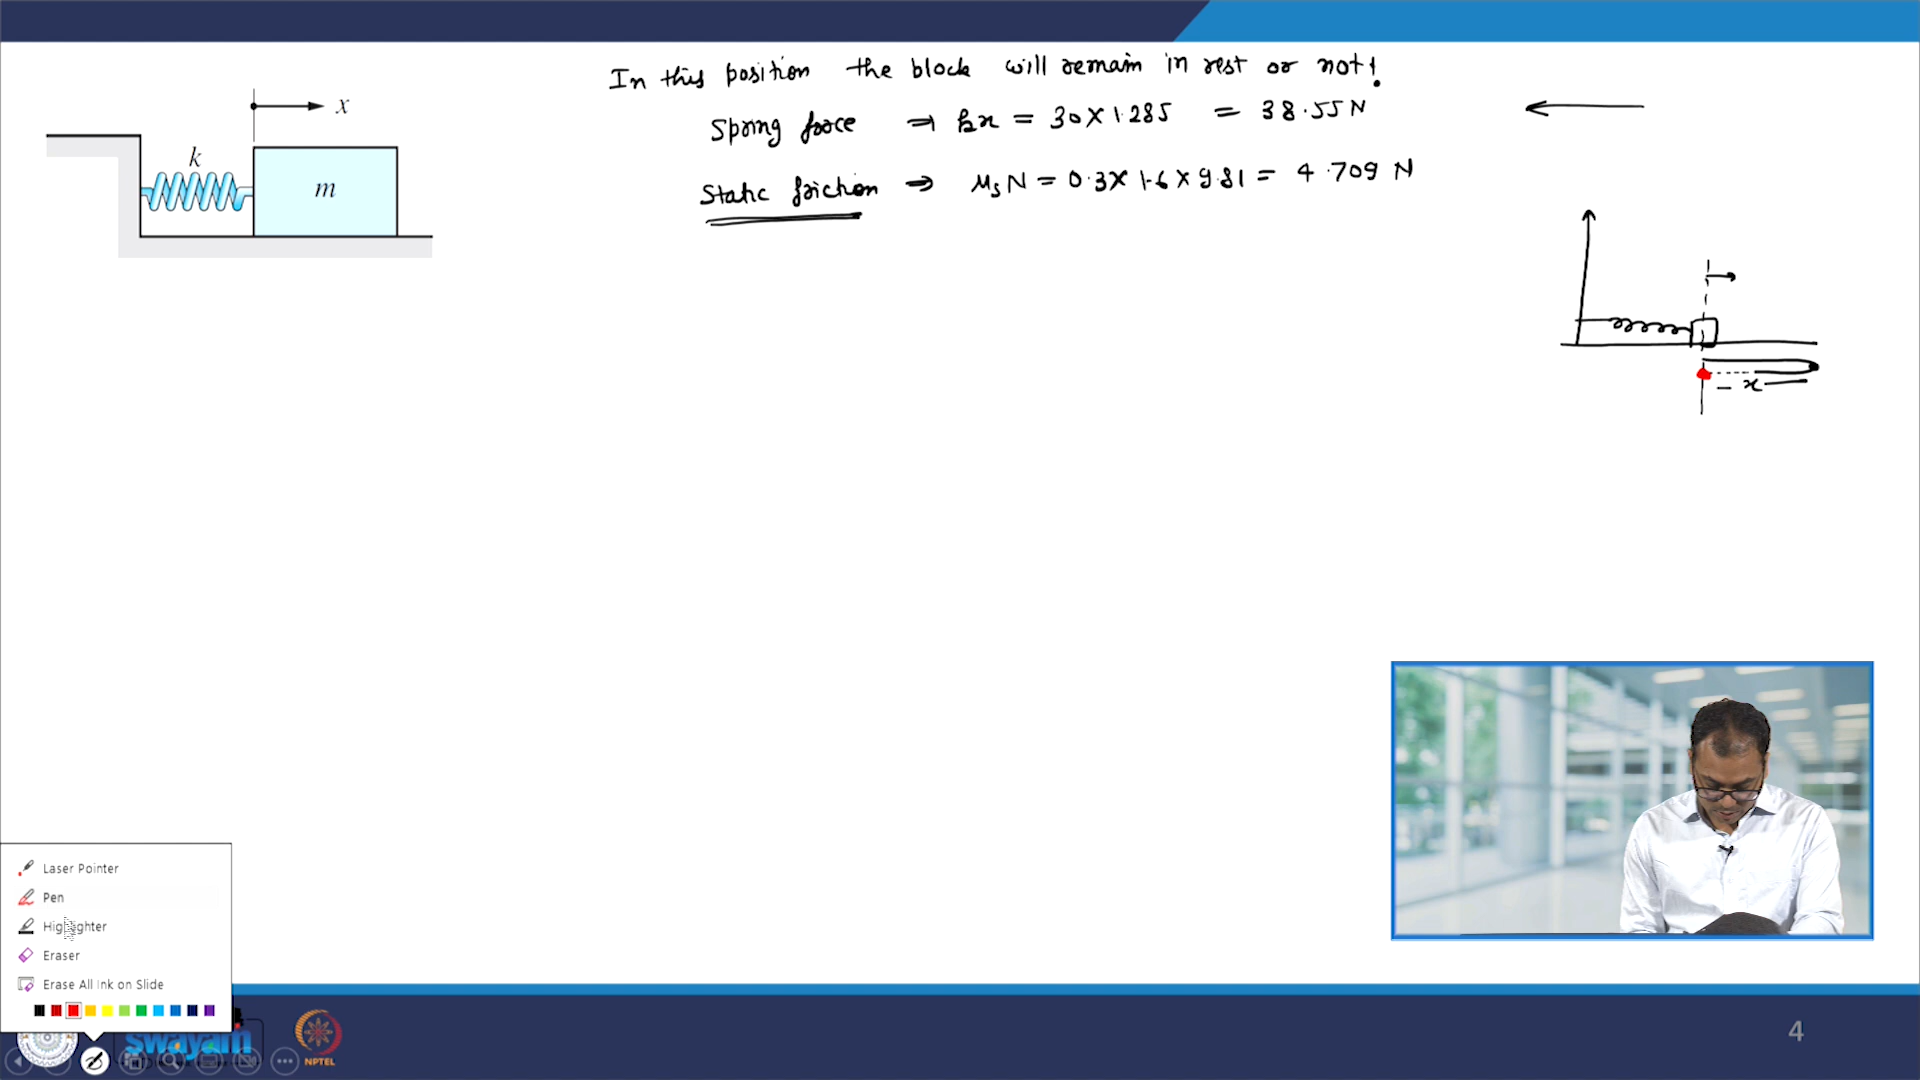 In this position the block will remain in rest or not!
Spring force ⇒ kx = 30 × 1.285 = 38.55 N
Static friction ⇒ μsN = 0.3 × 1.6 × 9.81 = 4.709 N
x
k
m
x
Laser Pointer
Pen
Highlighter
Eraser
Erase All Ink on Slide
swayam
NPTEL
4